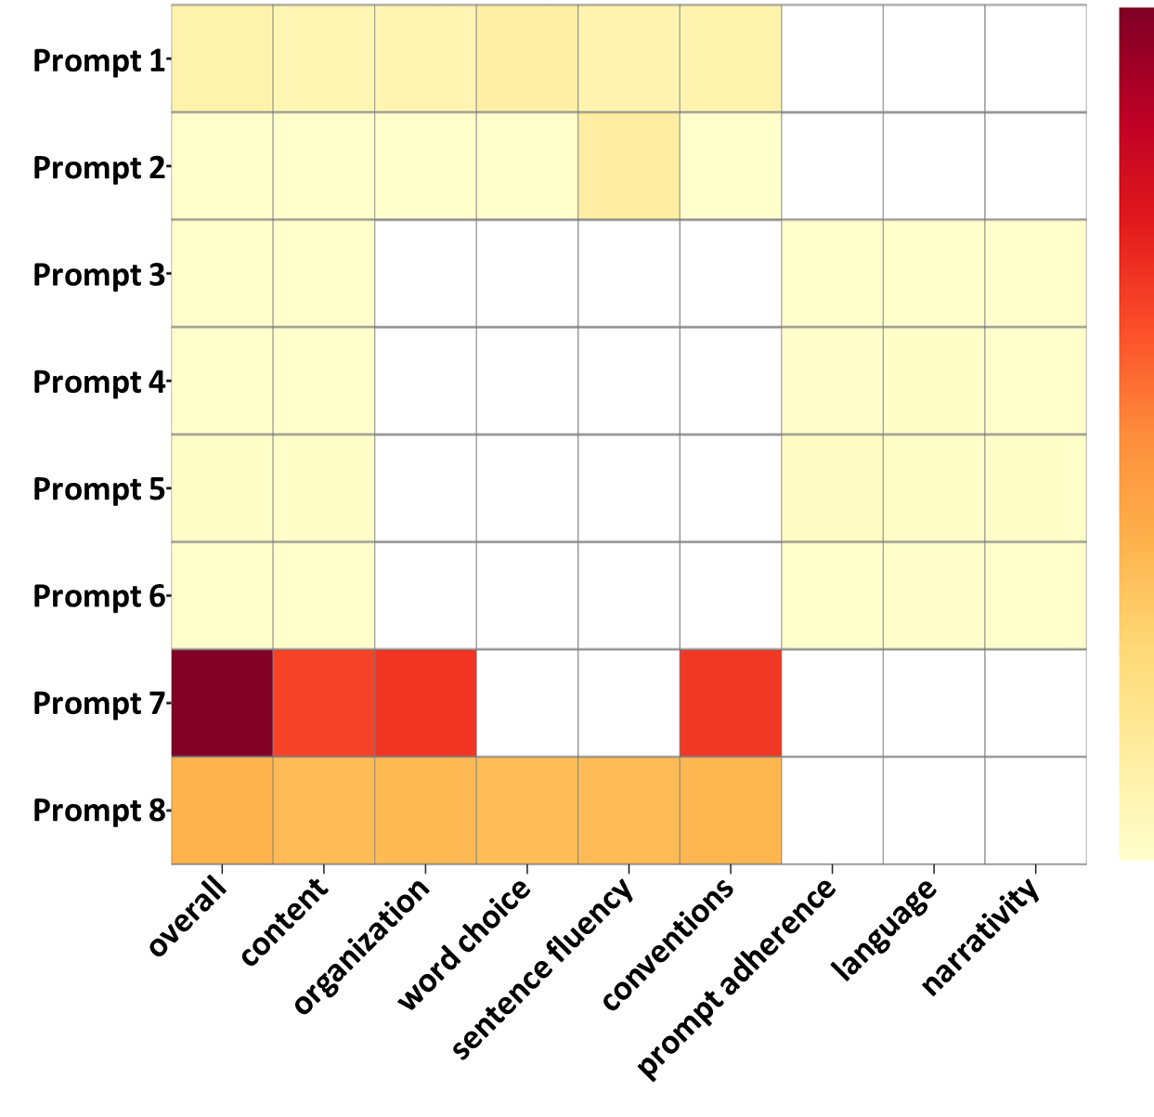 Prompt 1
Prompt 2
Prompt 3
Prompt 4
Prompt 5
Prompt 6
Prompt 7
Prompt 8
overall
content
organization
word choice
sentence fluency
conventions
prompt adherence
language
narrativity